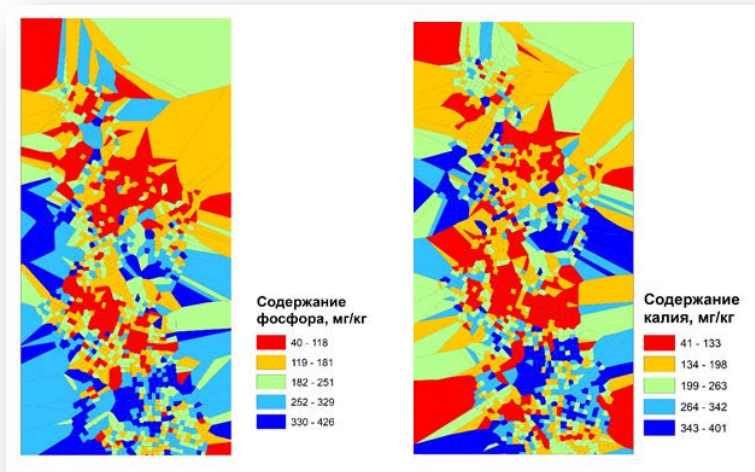 Содержание
фосфора, мг/кг
40 - 118
119 - 181
182 - 251
252 - 329
330 - 426
Содержание
калия, мг/кг
41 - 133
134 - 198
199 - 263
264 - 342
343 - 401